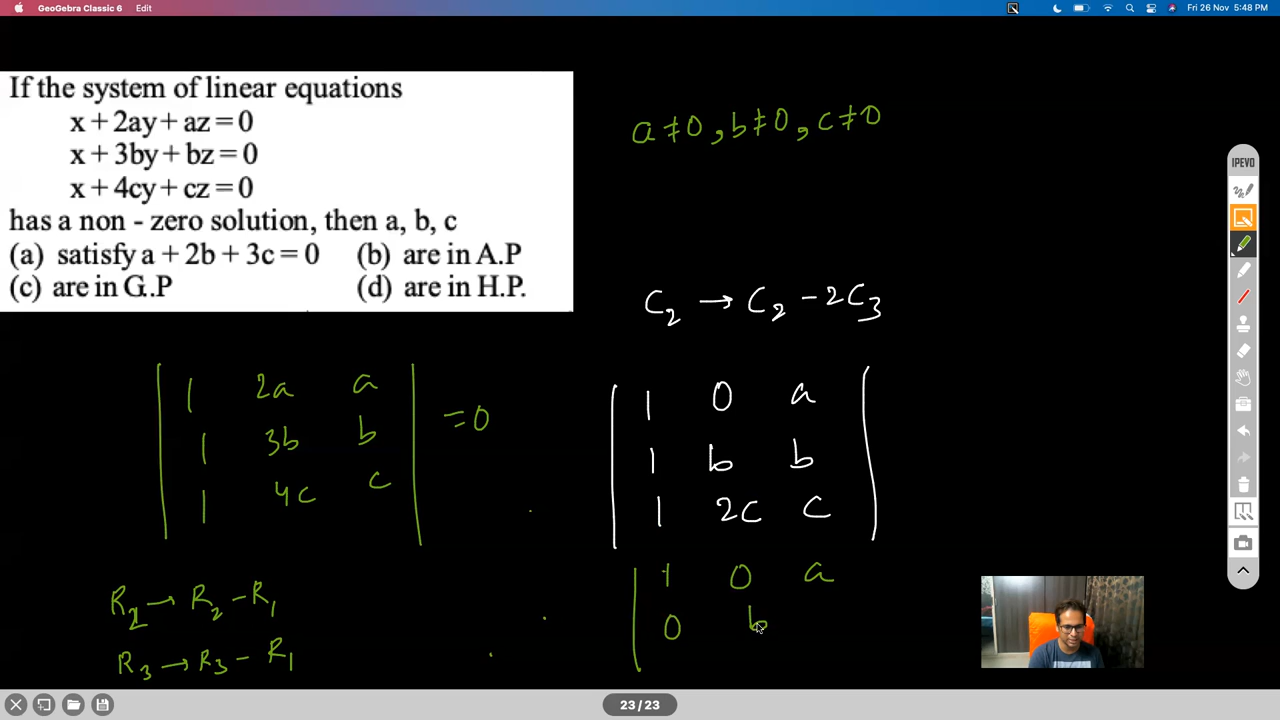 GeoGebra Classic 6 Edit Fri 26 Nov 5:48 PM
If the system of linear equations
x + 2ay + az = 0
x + 3by + bz = 0
x + 4cy + cz = 0
has a non - zero solution, then a, b, c
(a) satisfy a + 2b + 3c = 0 (b) are in A.P
(c) are in G.P (d) are in H.P.
a ≠ 0, b ≠ 0, c ≠ 0
C₂ → C₂ - 2C₃
| 1 2a a |
| 1 3b b | = 0
| 1 4c c |
R₂ → R₂ - R₁
R₃ → R₃ - R₁
| 1 0 a |
| 1 b b |
| 1 2c c |
| 1 0 a
| 0 b
IPEVO
23 / 23